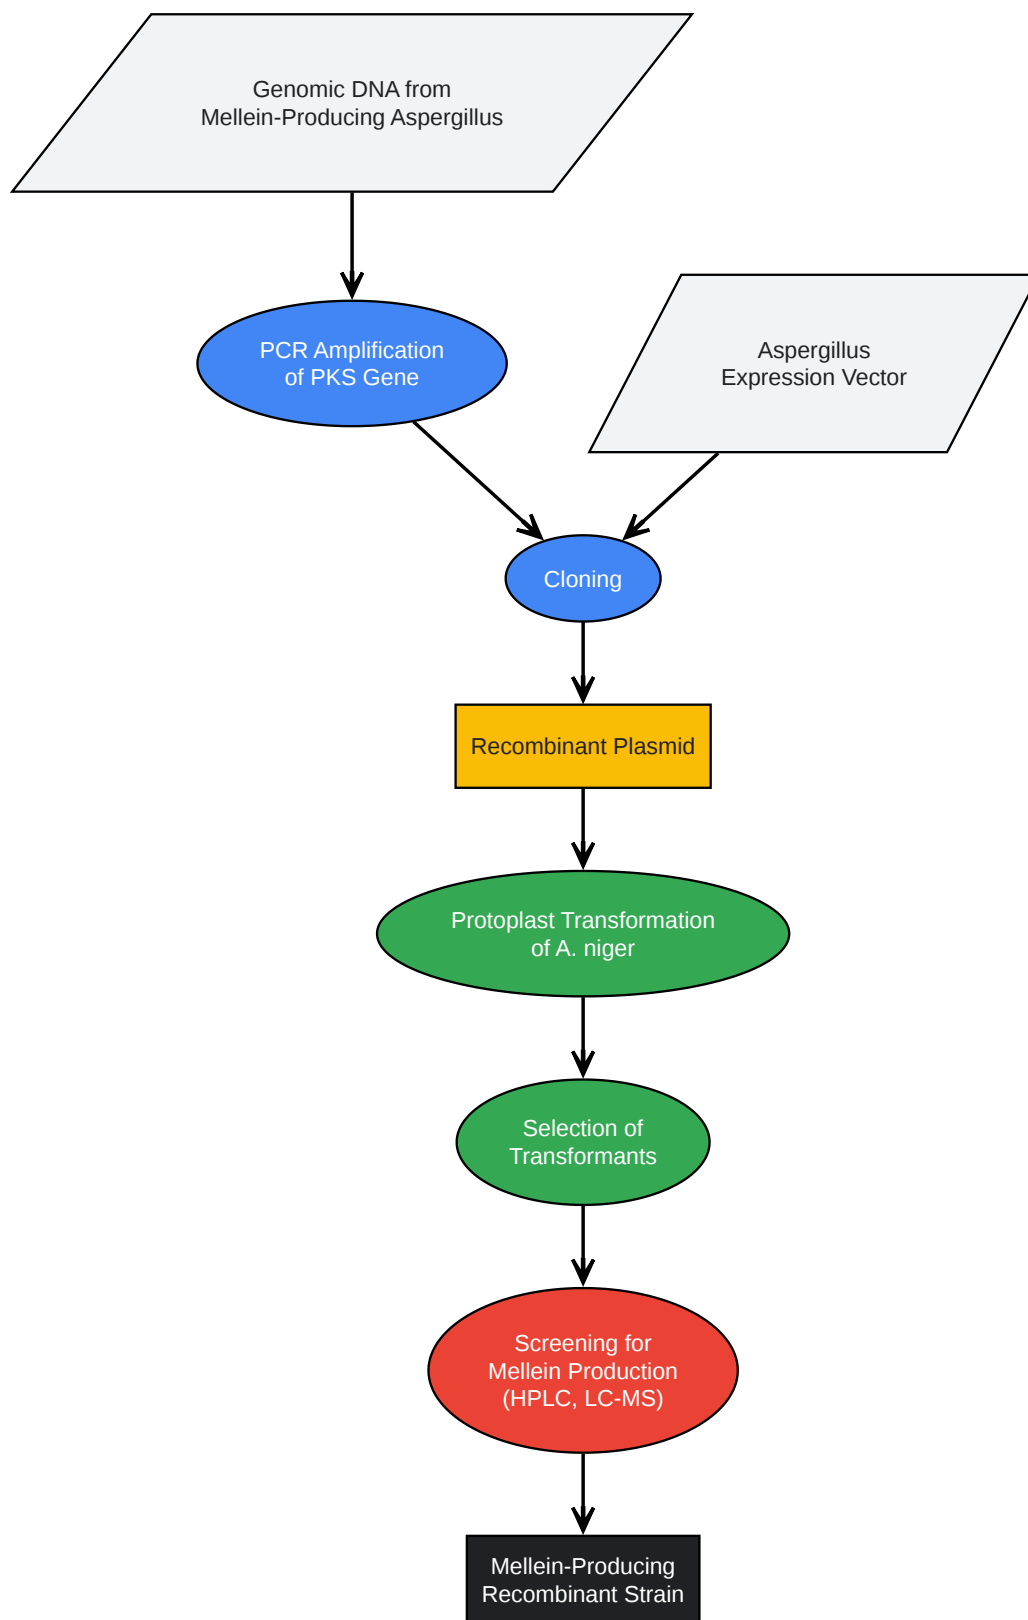 Genomic DNA from
Mellein-Producing Aspergillus
PCR Amplification
of PKS Gene
Aspergillus
Expression Vector
Cloning
Recombinant Plasmid
Protoplast Transformation
of A. niger
Selection of
Transformants
Screening for
Mellein Production
(HPLC, LC-MS)
Mellein-Producing
Recombinant Strain